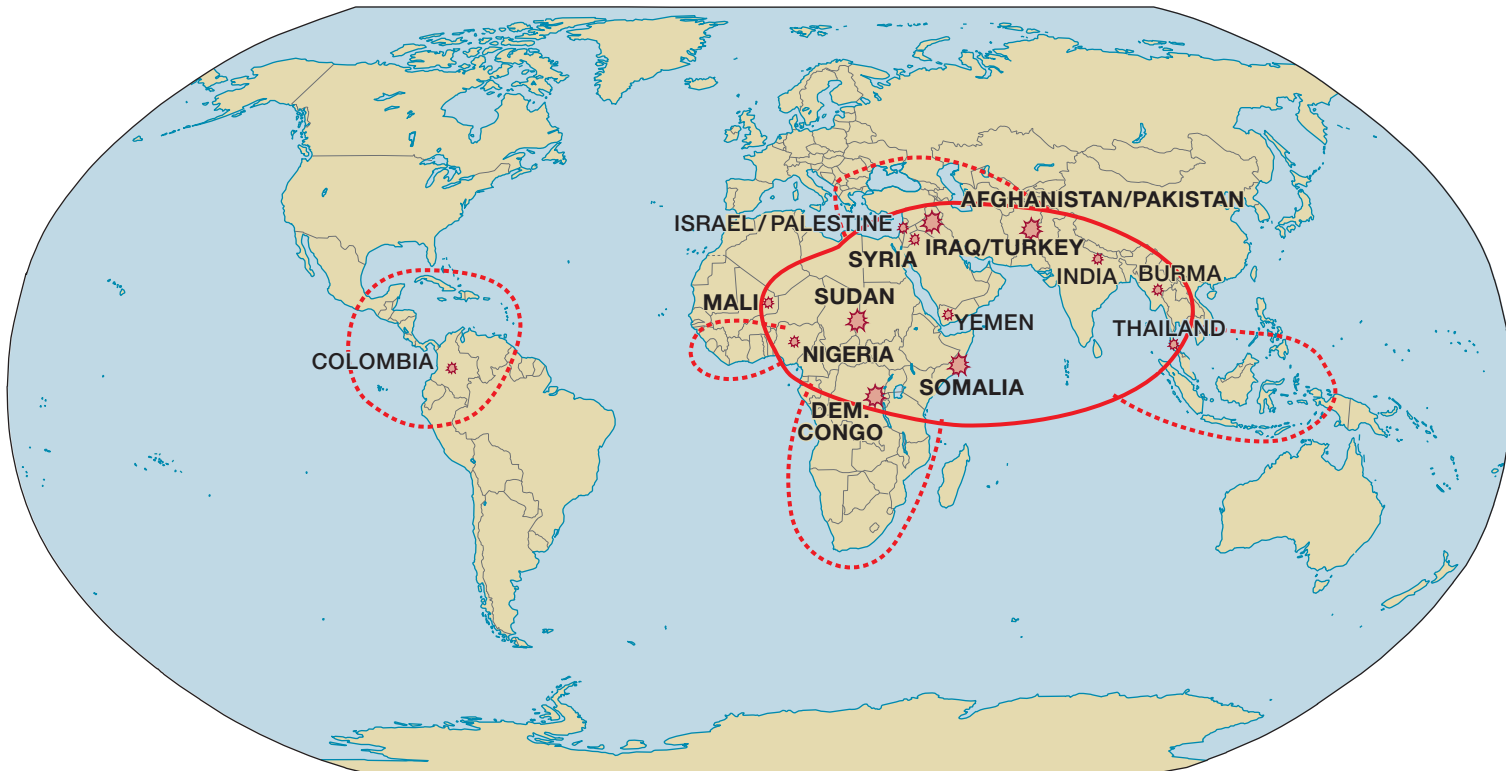 AFGHANISTAN/PAKISTAN
ISRAEL/PALESTINE
IRAQ/TURKEY
SYRIA
INDIA
BURMA
MALI
SUDAN
YEMEN
THAILAND
COLOMBIA
NIGERIA
SOMALIA
DEM.
CONGO